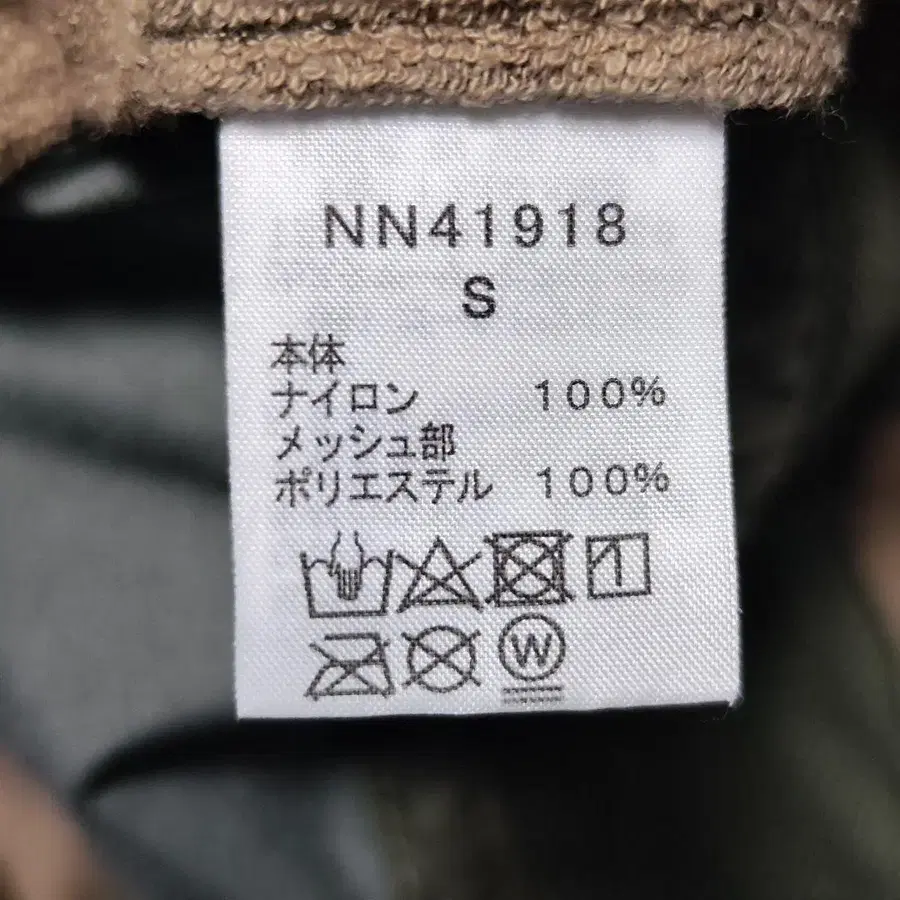 NN41918
S
本体
ナイロン 100%
メッシュ部
ポリエステル 100%
W